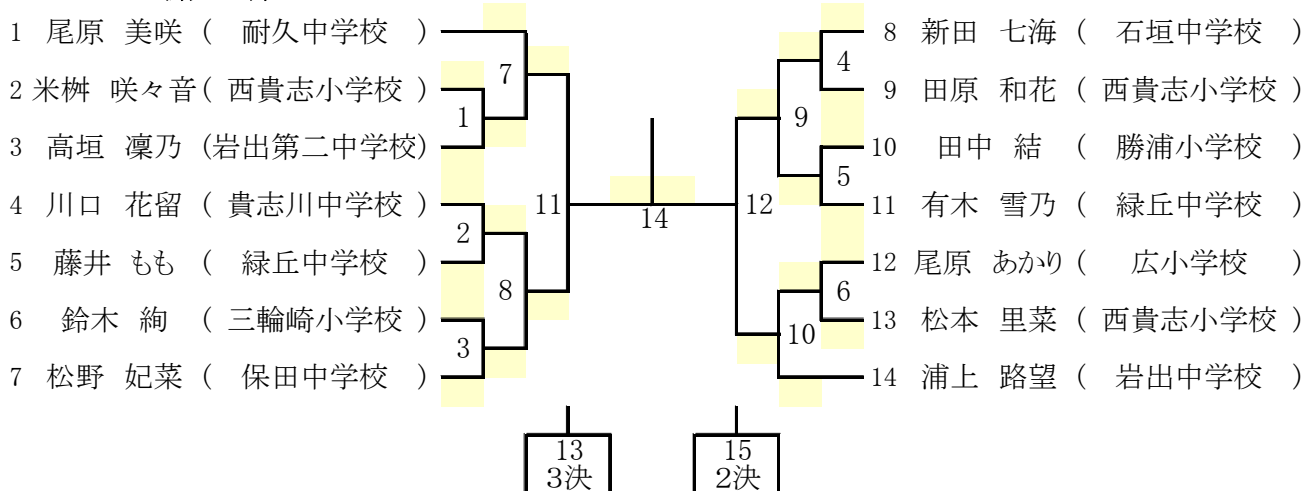 1 尾原 美咲 ( 耐久中学校 )
2 米桝 咲々音 ( 西貴志小学校 )
3 高垣 凜乃 (岩出第二中学校)
4 川口 花留 ( 貴志川中学校 )
5 藤井 もも ( 緑丘中学校 )
6 鈴木 絢 ( 三輪崎小学校 )
7 松野 妃菜 ( 保田中学校 )
7
1
2
8
3
11
14
12
4
9
5
6
10
8 新田 七海 ( 石垣中学校 )
9 田原 和花 ( 西貴志小学校 )
10 田中 結 ( 勝浦小学校 )
11 有木 雪乃 ( 緑丘中学校 )
12 尾原 あかり ( 広小学校 )
13 松本 里菜 ( 西貴志小学校 )
14 浦上 路望 ( 岩出中学校 )
13
3決
15
2決